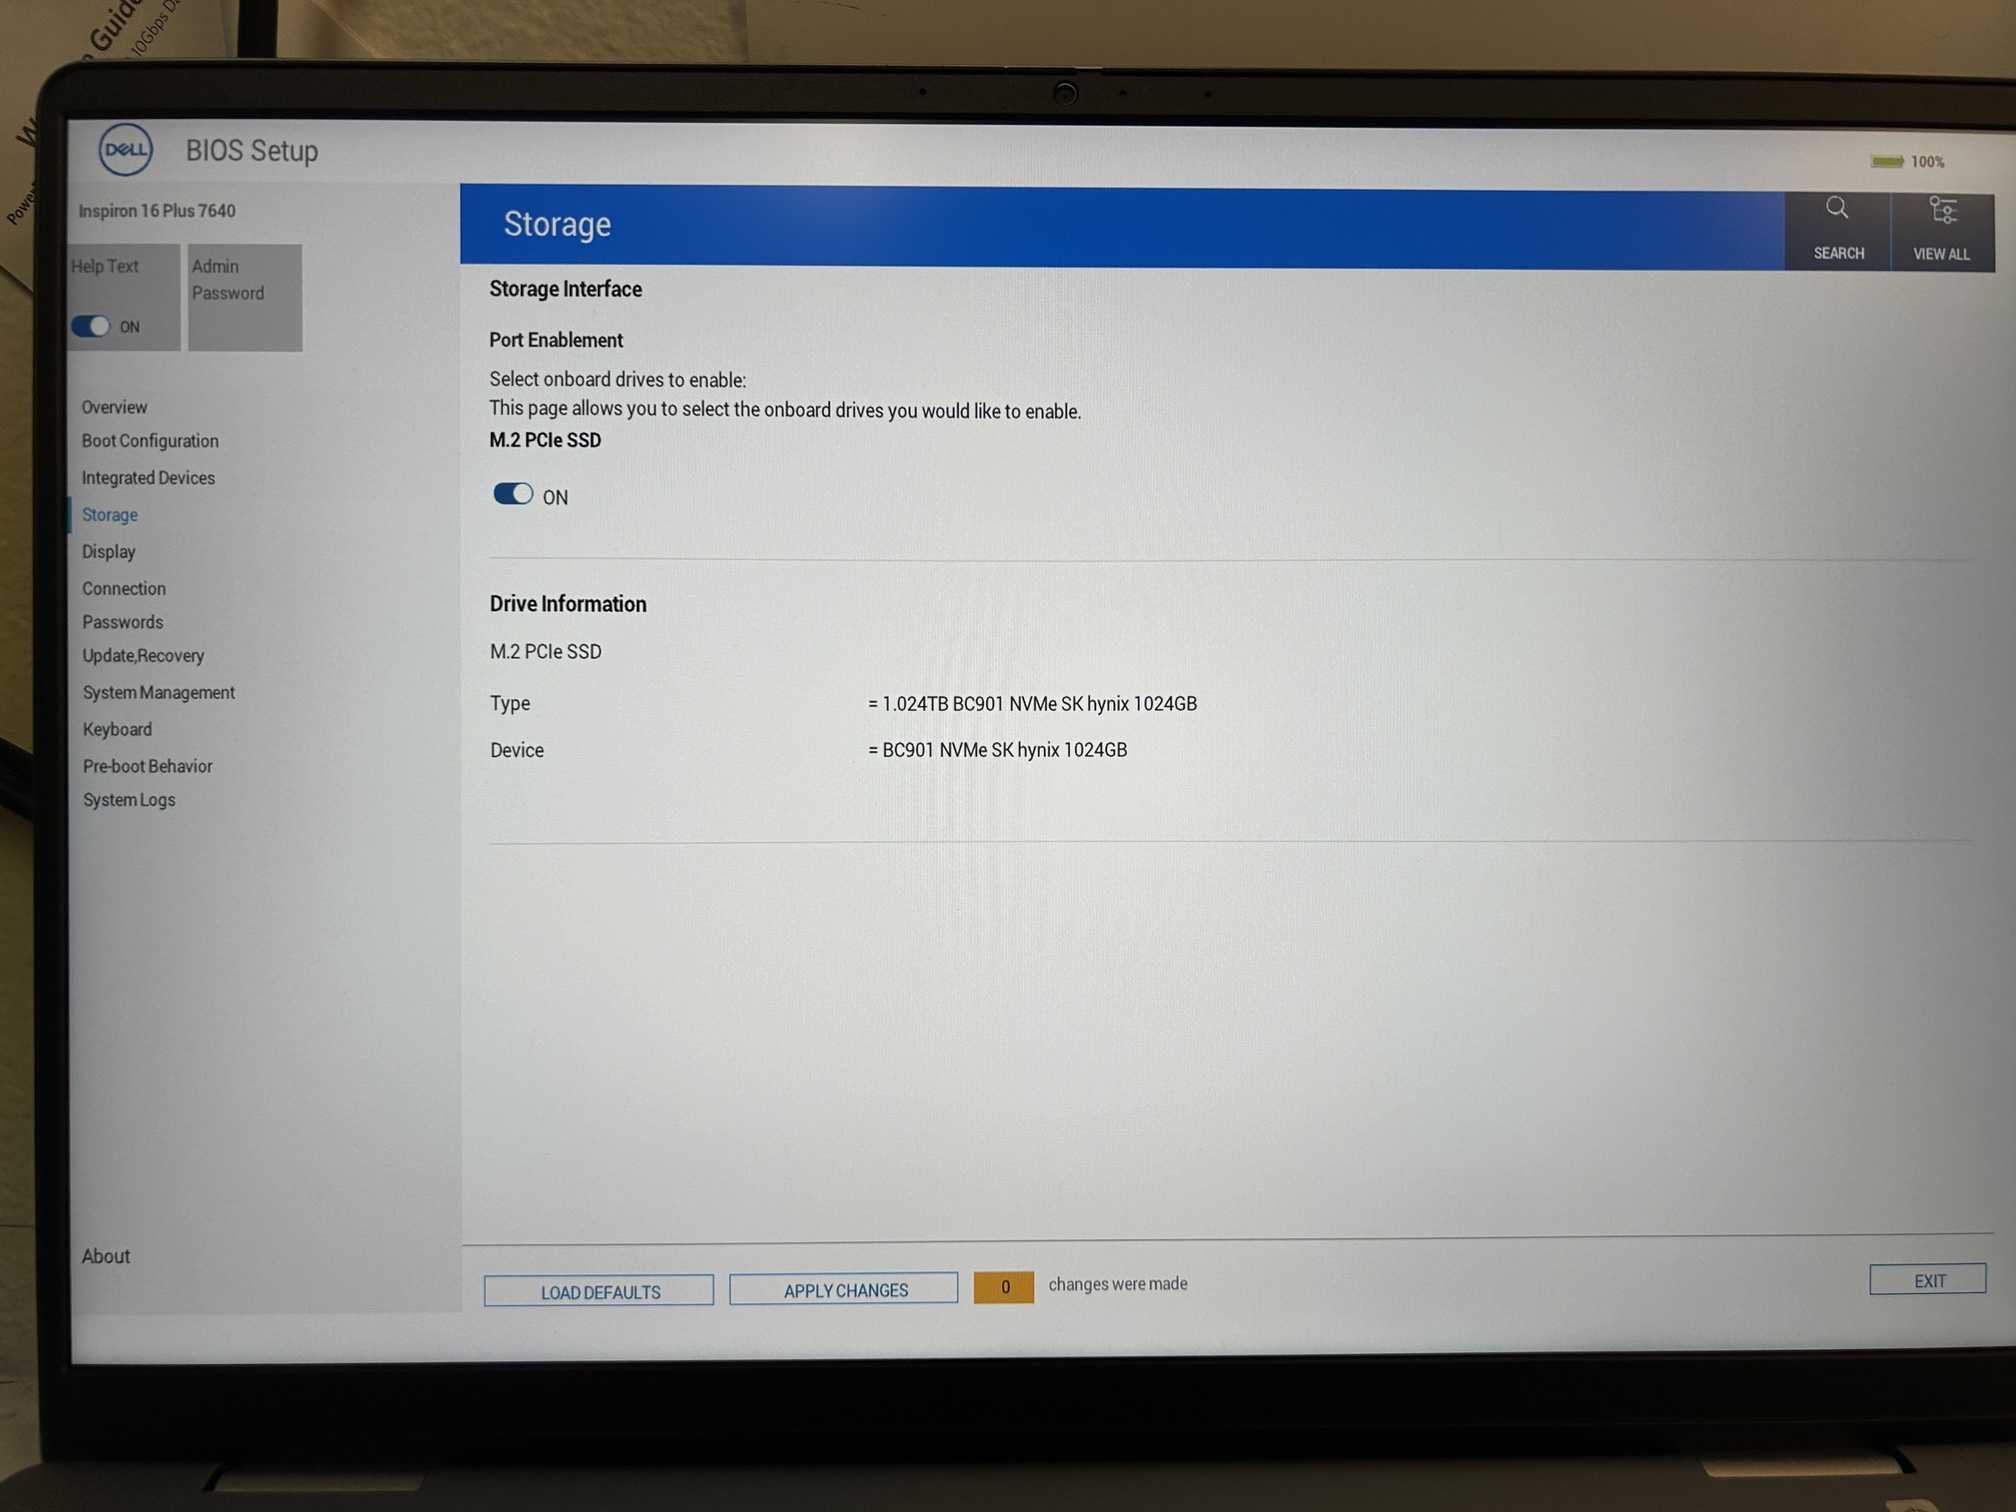 Guide
10Gbps D
W
Power
DELL
BIOS Setup
100%
Inspiron 16 Plus 7640
Help Text
ON
Admin
Password
Storage
SEARCH
VIEW ALL
Overview
Boot Configuration
Integrated Devices
Storage
Display
Connection
Passwords
Update,Recovery
System Management
Keyboard
Pre-boot Behavior
System Logs
About
Storage Interface
Port Enablement
Select onboard drives to enable:
This page allows you to select the onboard drives you would like to enable.
M.2 PCIe SSD
ON
Drive Information
M.2 PCIe SSD
Type = 1.024TB BC901 NVMe SK hynix 1024GB
Device = BC901 NVMe SK hynix 1024GB
LOAD DEFAULTS
APPLY CHANGES
0
changes were made
EXIT